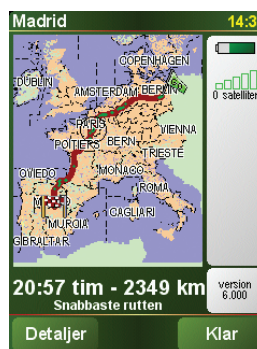 Madrid 14:3
COPENHAGEN
DUBLIN
AMSTERDAM BERLIN
PARIS
VIENNA
POITIERS BERN
TRIESTE
OVIEDO MONACO
ROMA
CAGLIARI
MURCIA
GIBRALTAR
0 satelliter
20:57 tim - 2349 km
Snabbaste rutten
version
6.000
Detaljer Klar